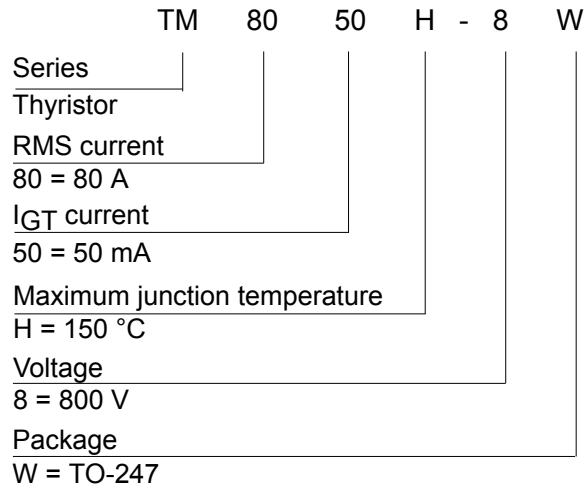 TM 80 50 H - 8 W
Series
Thyristor
RMS current
80 = 80 A
IGT current
50 = 50 mA
Maximum junction temperature
H = 150 °C
Voltage
8 = 800 V
Package
W = TO-247